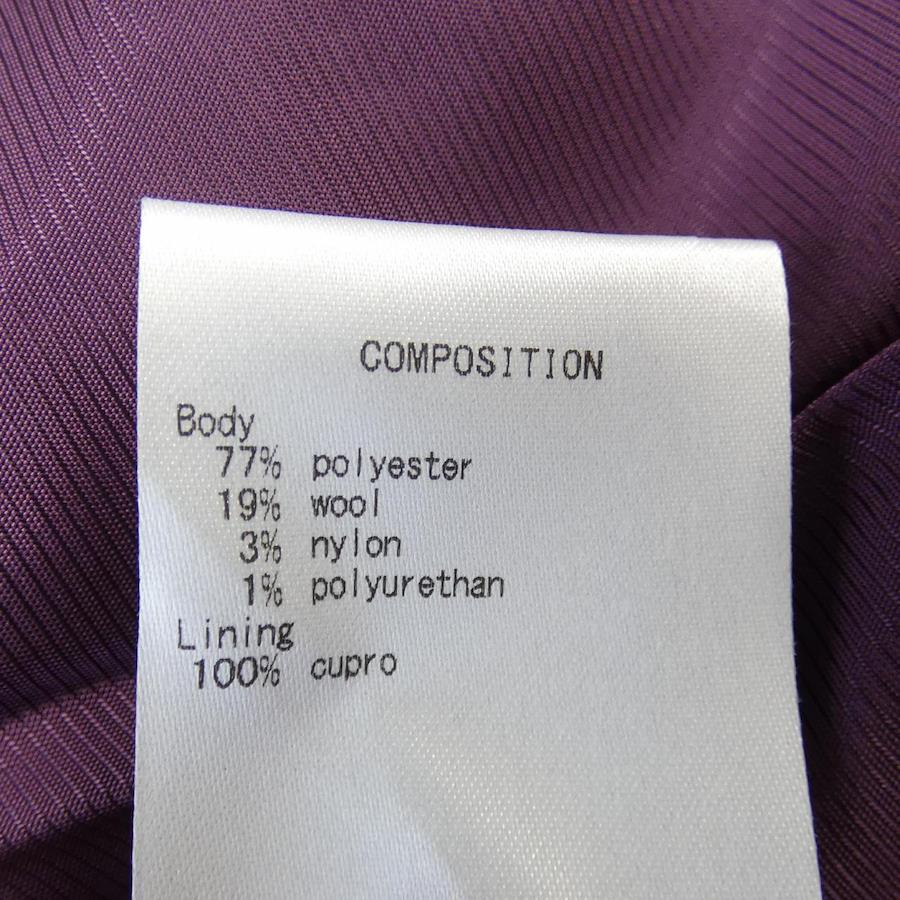 COMPOSITION
Body
77% polyester
19% wool
3% nylon
1% polyurethan
Lining
100% cupro